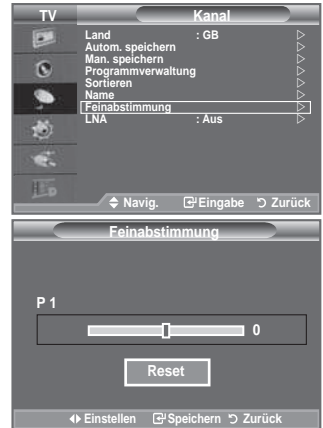 TV Kanal
Land : GB
Autom. speichern
Man. speichern
Programmverwaltung
Sortieren
Name
Feinabstimmung
LNA : Aus
Navig. Eingabe Zurück
Feinabstimmung
P 1
0
Reset
Einstellen Speichern Zurück